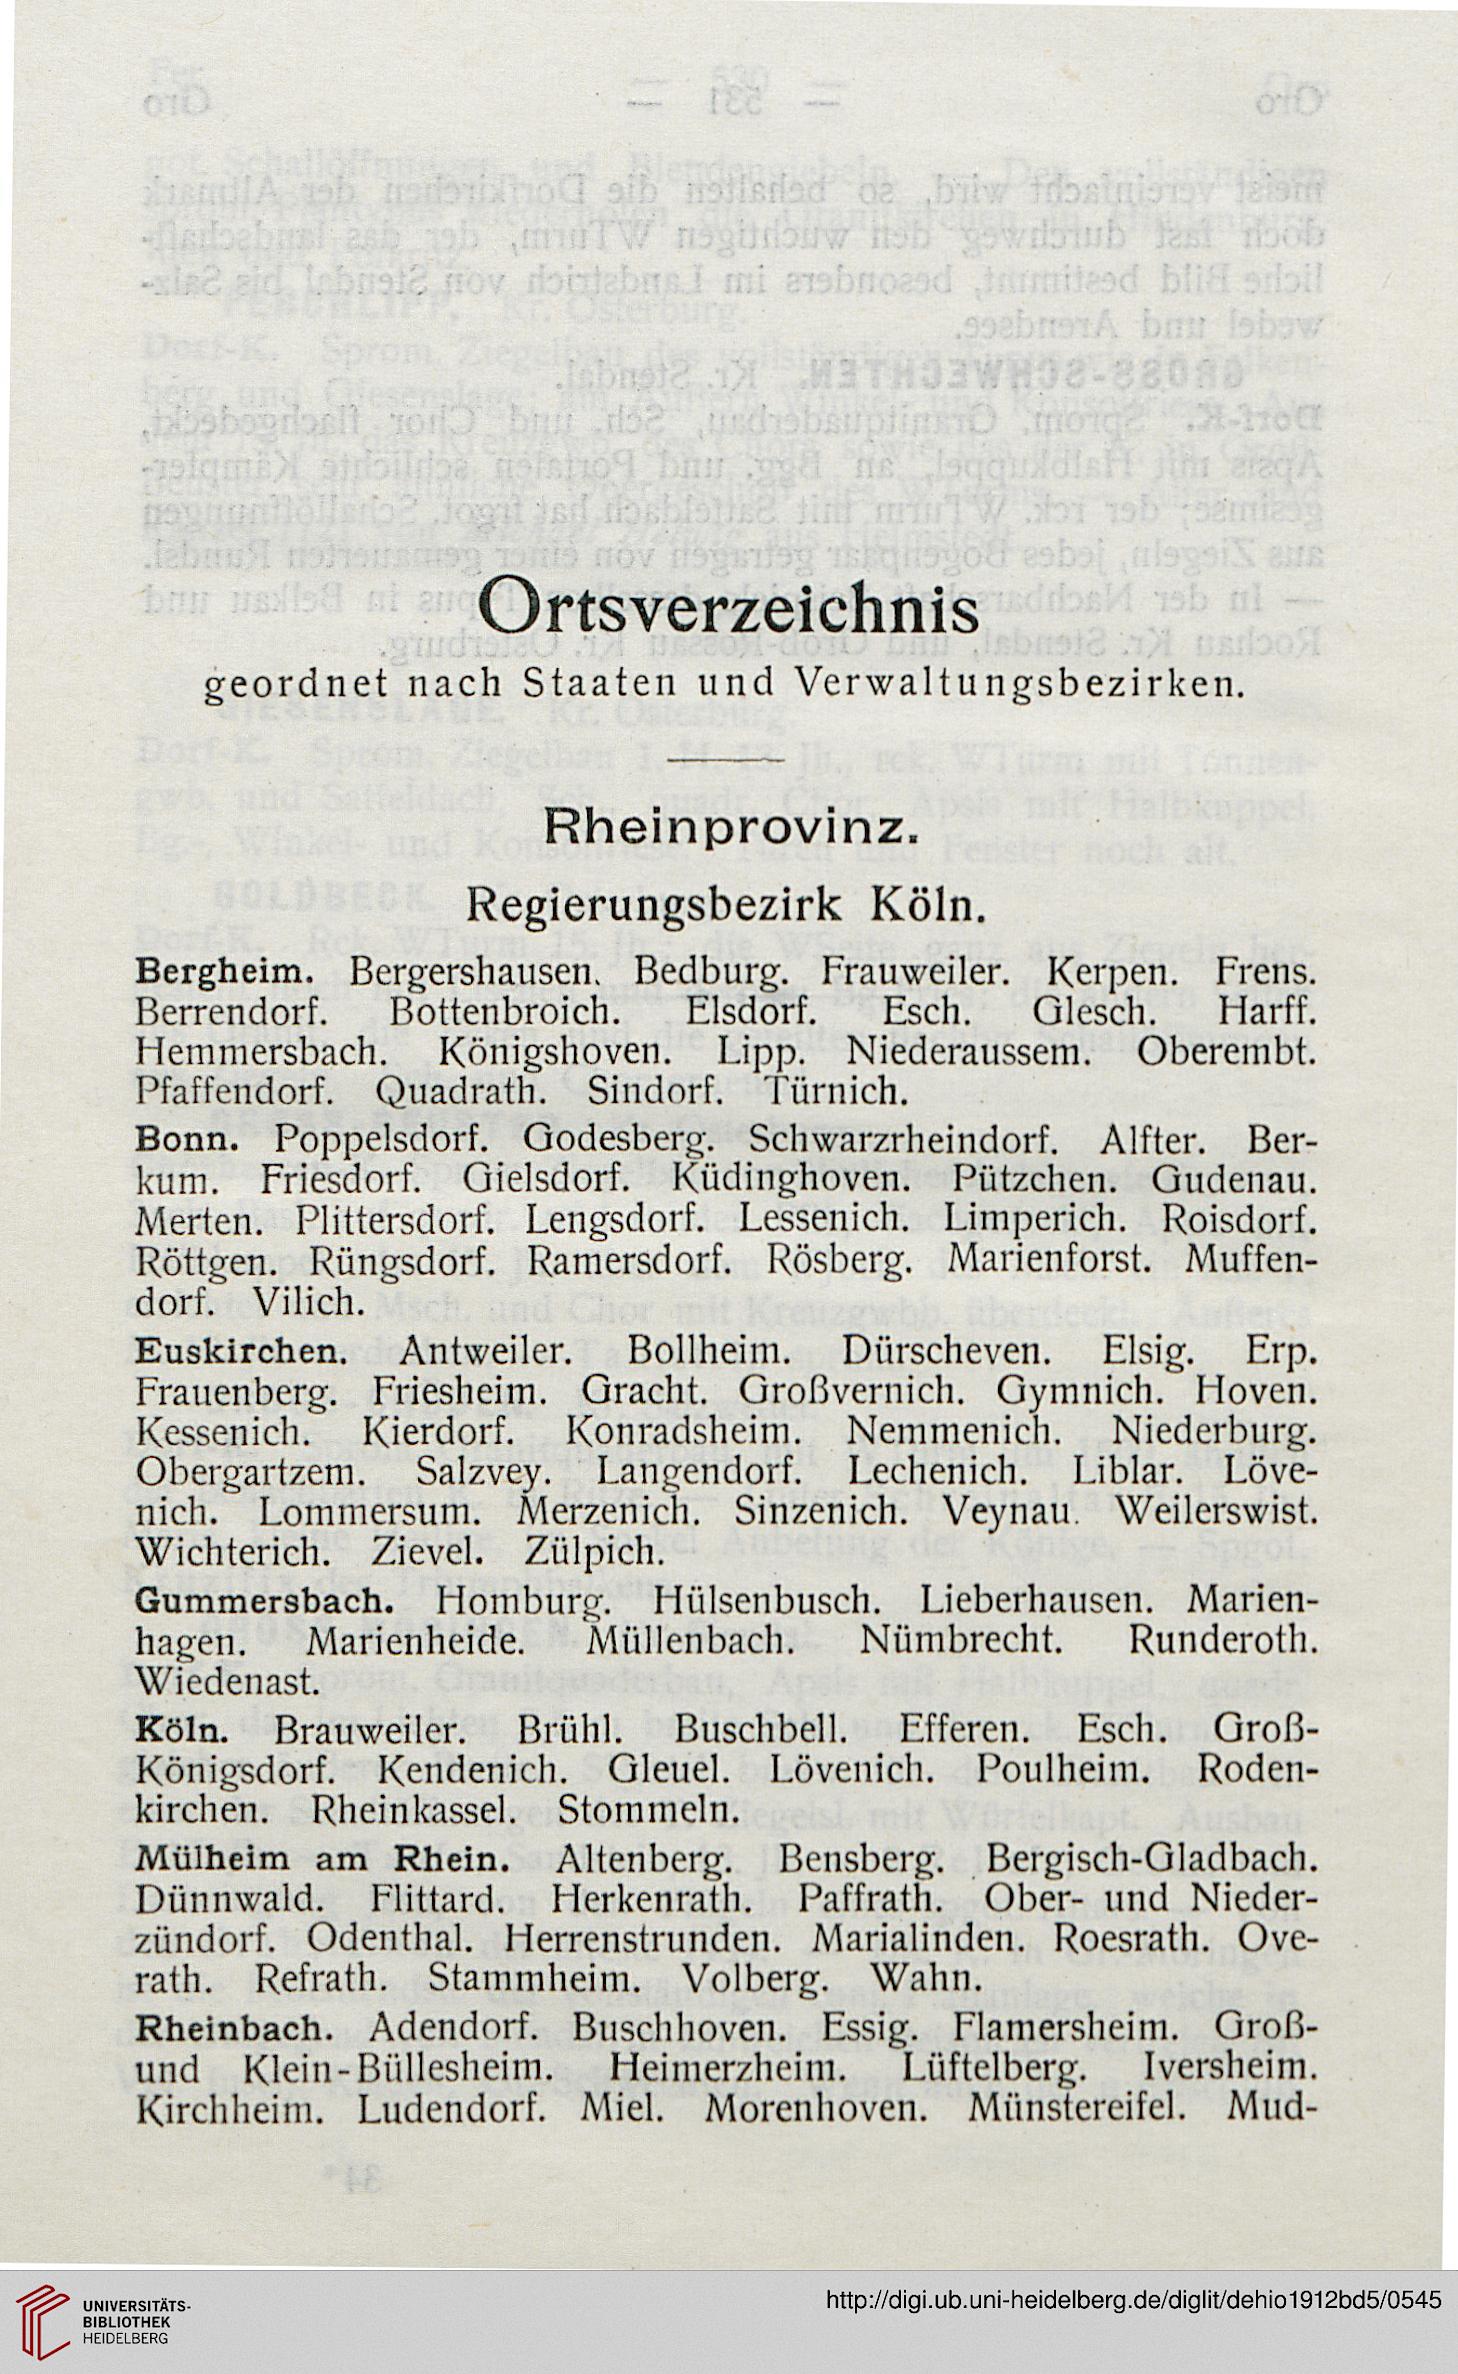 Ortsverzeichnis
geordnet nach Staaten und Verwaltungsbezirken.
Rheinprovinz.
Regierungsbezirk Köln.
Bergheim. Bergershausen. Bedburg. Frauweiler. Kerpen. Frens.
Berrendorf. Bottenbroich. Elsdorf. Esch. Glesch. Harff.
Hemmersbach. Königshoven. Lipp. Niederaussem. Oberembt.
Pfaffendorf. Quadrath. Sindorf. Türnich.
Bonn. Poppelsdorf. Godesberg. Schwarzrheindorf. Alfter. Ber-
kum. Friesdorf. Gielsdorf. Küdinghoven. Pützchen. Gudenau.
Merten. Plittersdorf. Lengsdorf. Lessenich. Limperich. Roisdorf.
Röttgen. Rüngsdorf. Ramersdorf. Rösberg. Marienforst. Muffen-
dorf. Vilich.
Euskirchen. Antweiler. Bollheim. Dürscheven. Elsig. Erp.
Frauenberg. Friesheim. Gracht. Großvernich. Gymnich. Hoven.
Kessenich. Kierdorf. Konradsheim. Nemmenich. Niederburg.
Obergartzem. Salzvey. Langendorf. Lechenich. Liblar. Löve-
nich. Lommersum. Merzenich. Sinzenich. Veynau. Weilerswist.
Wichterich. Zievel. Zülpich.
Gummersbach. Homburg. Hülsenbusch. Lieberhausen. Marien-
hagen. Marienheide. Müllenbach. Nümbrecht. Runderoth.
Wiedenast.
Köln. Brauweiler. Brühl. Buschbell. Efferen. Esch. Groß-
Königsdorf. Kendenich. Gleuel. Lövenich. Poulheim. Roden-
kirchen. Rheinkassel. Stommeln.
Mülheim am Rhein. Altenberg. Bensberg. Bergisch-Gladbach.
Dünnwald. Flittard. Herkenrath. Paffrath. Ober- und Nieder-
zündorf. Odenthal. Herrenstrunden. Marialinden. Roesrath. Ove-
rath. Refrath. Stammheim. Volberg. Wahn.
Rheinbach. Adendorf. Buschhoven. Essig. Flamersheim. Groß-
und Klein-Büllesheim. Heimerzheim. Lüftelberg. Iversheim.
Kirchheim. Ludendorf. Miel. Morenhoven. Münstereifel. Mud-
UNIVERSITÄTS-
BIBLIOTHEK
HEIDELBERG
http://digi.ub.uni-heidelberg.de/diglit/dehio1912bd5/0545